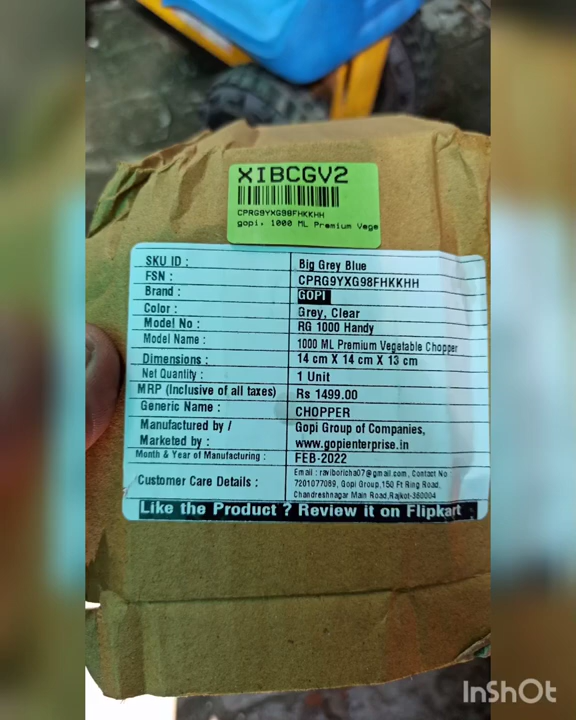 XIBCGV2
CPRG9YXG98FHKKHH
gopi. 1000 ML Premium Vege
SKU ID : Big Grey Blue
FSN : CPRG9YXG98FHKKHH
Brand : GOPI
Color : Grey, Clear
Model No : RG 1000 Handy
Model Name : 1000 ML Premium Vegetable Chopper
Dimensions : 14 cm X 14 cm X 13 cm
Net Quantity : 1 Unit
MRP (Inclusive of all taxes) Rs 1499.00
Generic Name : CHOPPER
Manufactured by / Gopi Group of Companies,
Marketed by : www.gopienterprise.in
Month & Year of Manufacturing : FEB-2022
Customer Care Details : Email : raviboricha07@gmail.com, Contact No
7201077089, Gopi Group,150 Ft Ring Road,
Chandreshnagar Main Road,Rajkot-360004
Like the Product ? Review it on Flipkart
InShOt